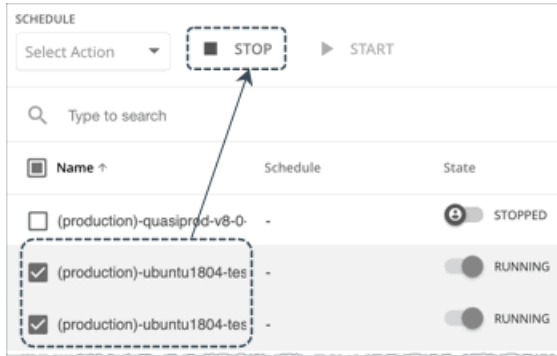 SCHEDULE
Select Action STOP START
Type to search
Name ↑ Schedule State
(production)-quasiprod-v8-0- - STOPPED
(production)-ubuntu1804-tes - RUNNING
(production)-ubuntu1804-tes - RUNNING